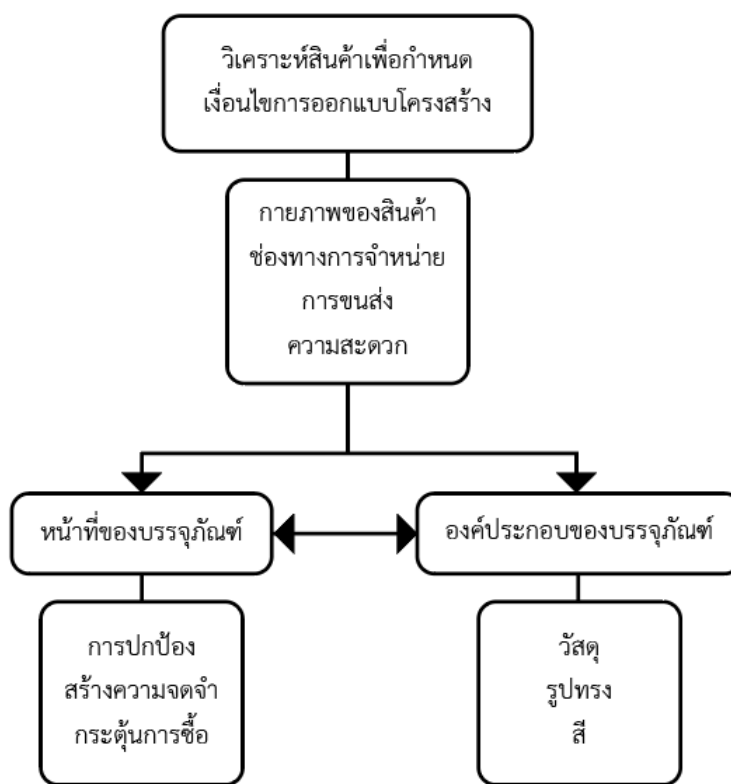 วิเคราะห์สินค้าเพื่อกำหนด
เงื่อนไขการออกแบบโครงสร้าง
กายภาพของสินค้า
ช่องทางการจำหน่าย
การขนส่ง
ความสะดวก
หน้าที่ของบรรจุภัณฑ์
องค์ประกอบของบรรจุภัณฑ์
การปกป้อง
สร้างความจดจำ
กระตุ้นการซื้อ
วัสดุ
รูปทรง
สี